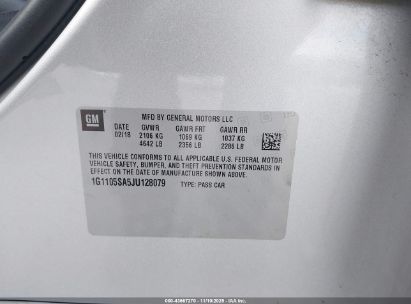 GM
MFD BY GENERAL MOTORS LLC
DATE GVWR GAWR FRT GAWR RR
02/18 2106 KG 1069 KG 1037 KG
4642 LB 2356 LB 2286 LB
THIS VEHICLE CONFORMS TO ALL APPLICABLE U.S. FEDERAL MOTOR
VEHICLE SAFETY, BUMPER, AND THEFT PREVENTION STANDARDS IN
EFFECT ON THE DATE OF MANUFACTURE SHOWN ABOVE.
1G1105SA5JU128079 TYPE: PASS CAR